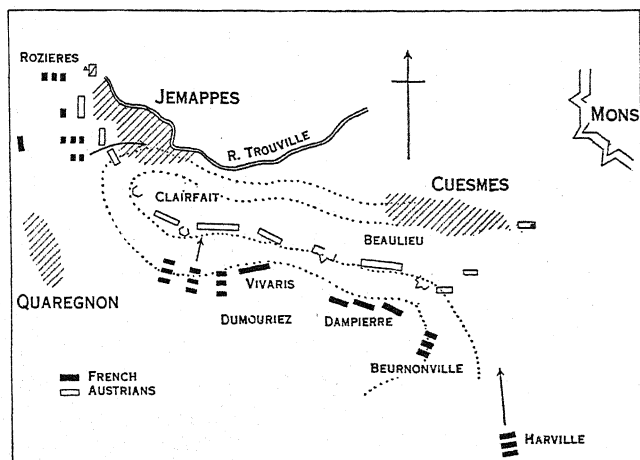 ROZIERES
JEMAPPES
MONS
R. TROUVILLE
CUESMES
CLAIRFAIT
BEAULIEU
QUAREGNON
VIVARIS
DUMOURIEZ
DAMPIERRE
BEURNONVILLE
FRENCH
AUSTRIANS
HARVILLE